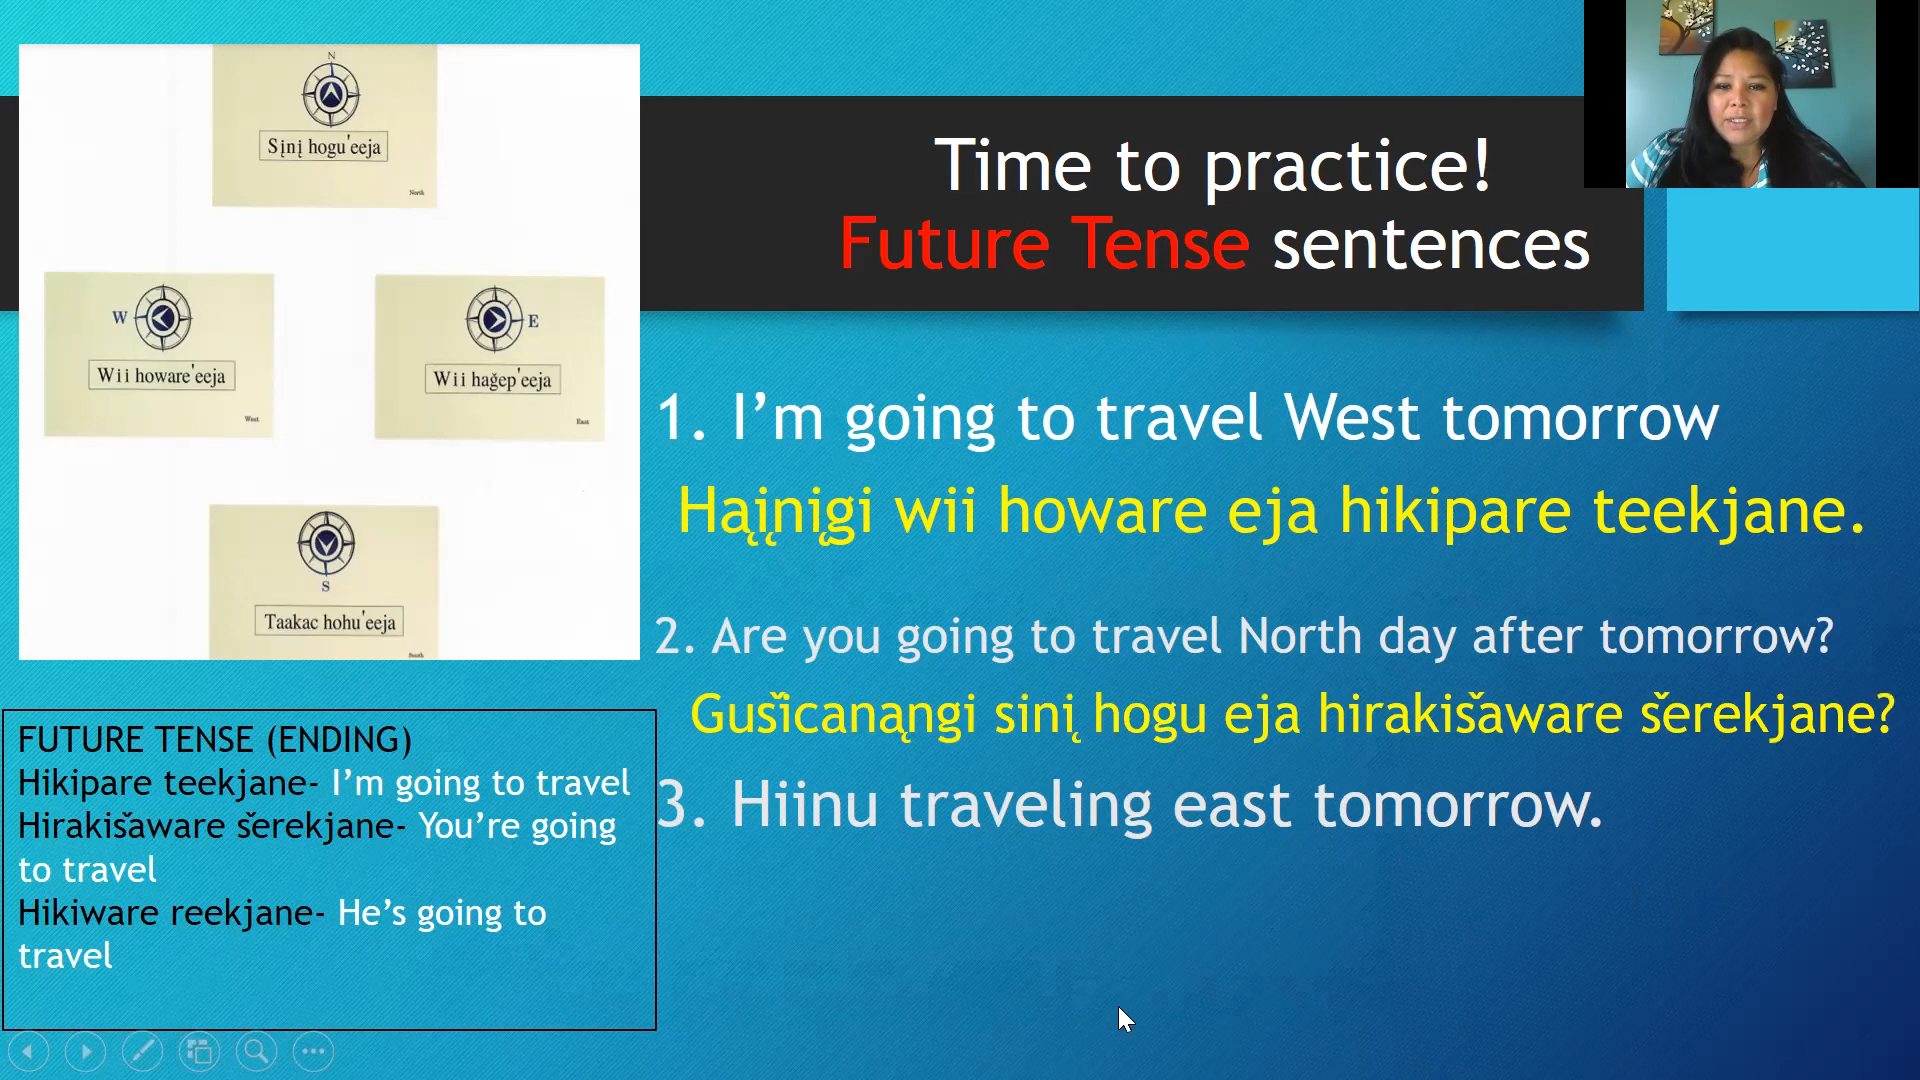 Time to practice!
Future Tense sentences
N
Sįnį hogu'eeja
North
W
Wii howare'eeja
West
E
Wii haǧep'eeja
East
S
Taakac hohu'eeja
South
1. I'm going to travel West tomorrow
Hąįnįgi wii howare eja hikipare teekjane.
2. Are you going to travel North day after tomorrow?
Gušicanąngi sinį hogu eja hirakišaware šerekjane?
3. Hiinu traveling east tomorrow.
FUTURE TENSE (ENDING)
Hikipare teekjane- I'm going to travel
Hirakišaware šerekjane- You're going
to travel
Hikiware reekjane- He's going to
travel